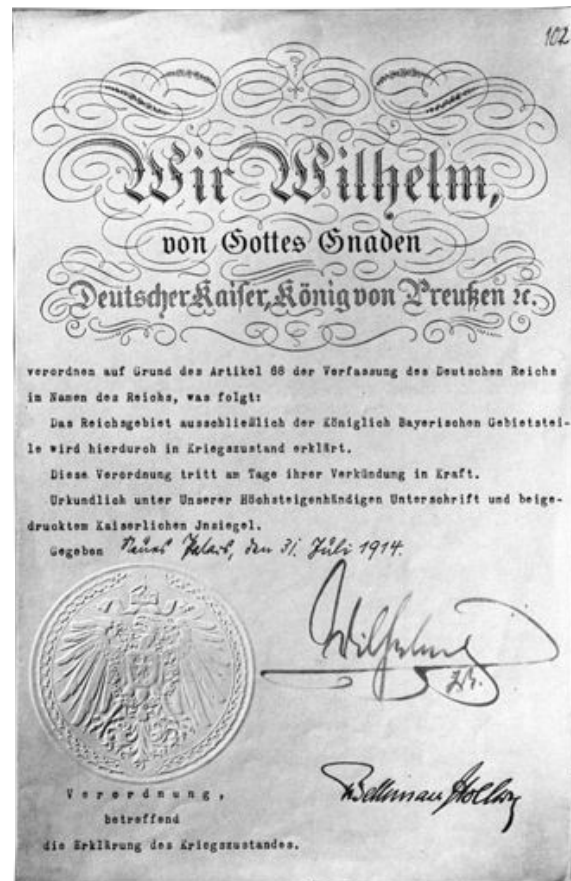 102
Wir Wilhelm,
von Gottes Gnaden
Deutscher Kaiser, König von Preußen ꝛc.
verordnen auf Grund des Artikel 68 der Verfassung des Deutschen Reichs
im Namen des Reichs, was folgt:
Das Reichsgebiet ausschließlich der Königlich Bayerischen Gebietstei-
le wird hierdurch in Kriegszustand erklärt.
Diese Verordnung tritt am Tage ihrer Verkündung in Kraft.
Urkundlich unter Unserer Höchsteigenhändigen Unterschrift und beige-
drucktem Kaiserlichen Jnsiegel.
Gegeben Neues Palais, den 31. Juli 1914.
Wilhelm
I.R.
Bethmann Hollweg
Verordnung,
betreffend
die Erklärung des Kriegszustandes.